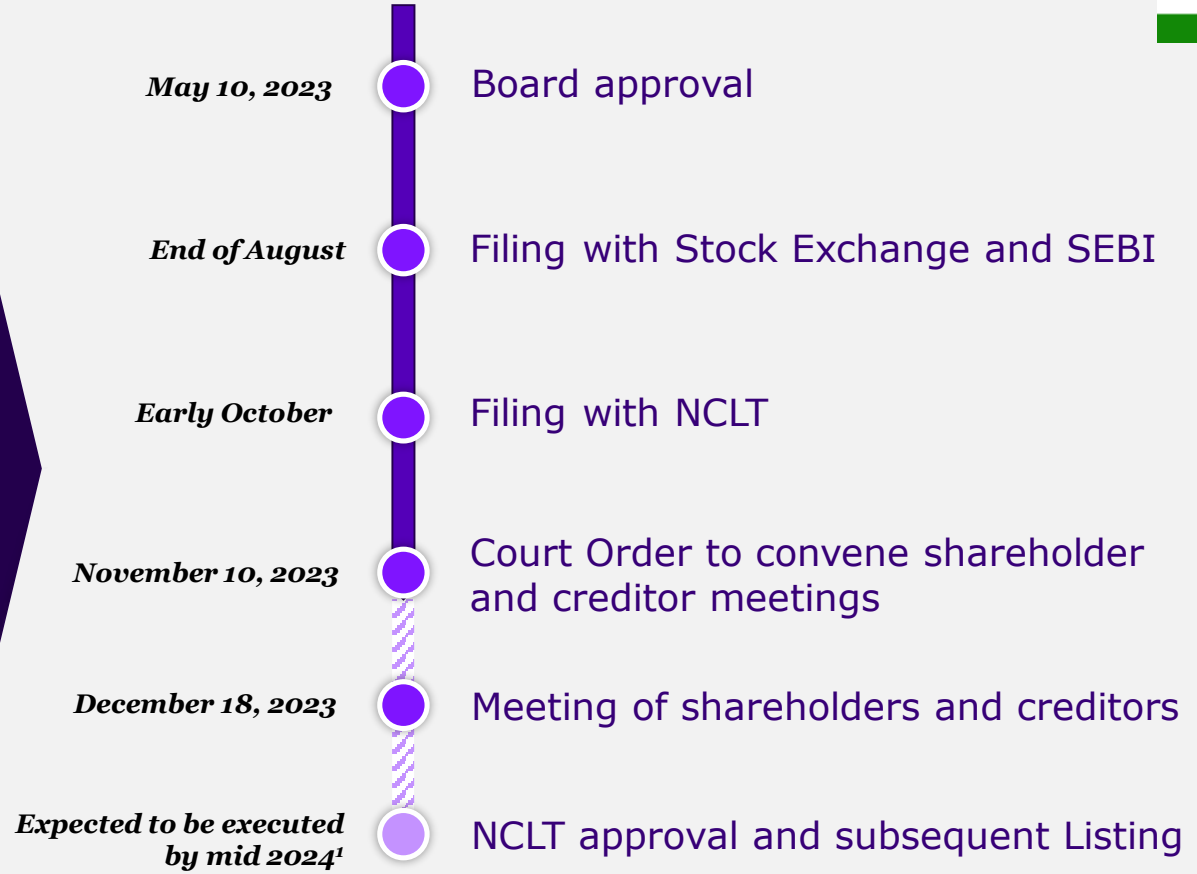 May 10, 2023
Board approval
End of August
Filing with Stock Exchange and SEBI
Early October
Filing with NCLT
November 10, 2023
Court Order to convene shareholder
and creditor meetings
December 18, 2023
Meeting of shareholders and creditors
Expected to be executed
by mid 2024¹
NCLT approval and subsequent Listing